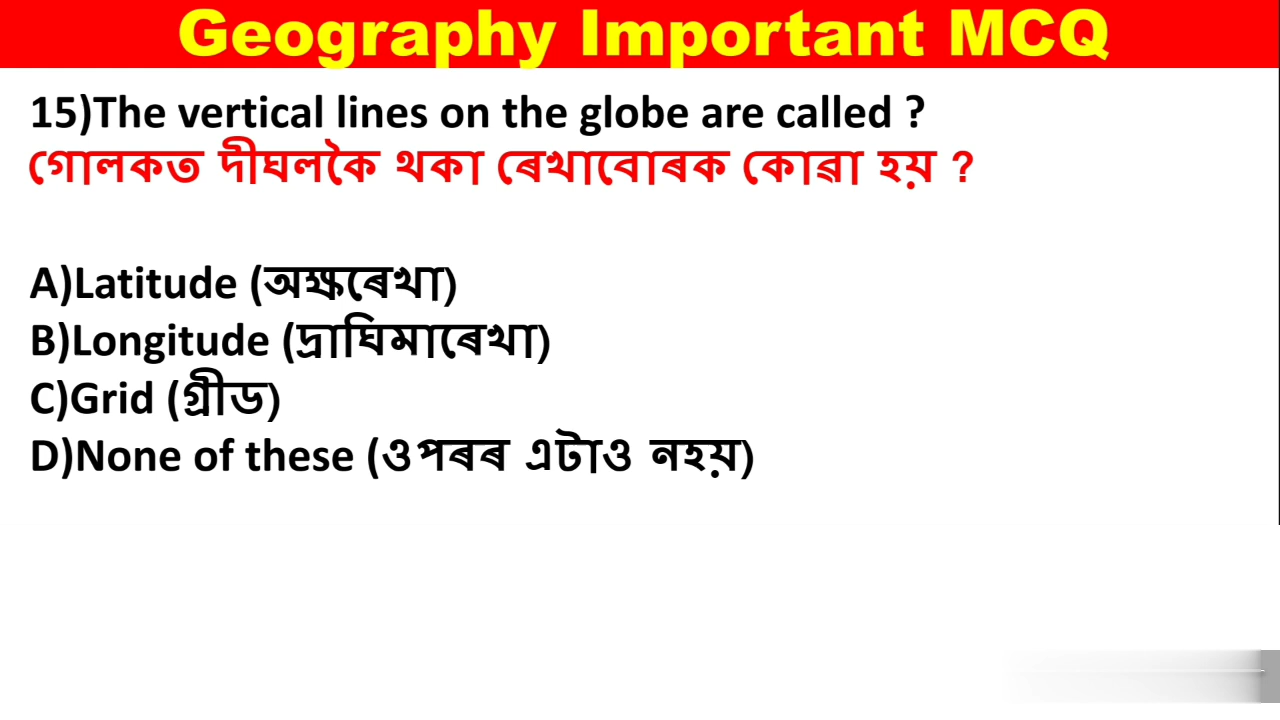 Geography Important MCQ
15)The vertical lines on the globe are called ?
গোলকত দীঘলকৈ থকা ৰেখাবোৰক কোৱা হয় ?
A)Latitude (অক্ষৰেখা)
B)Longitude (দ্ৰাঘিমাৰেখা)
C)Grid (গ্ৰীড)
D)None of these (ওপৰৰ এটাও নহয়)